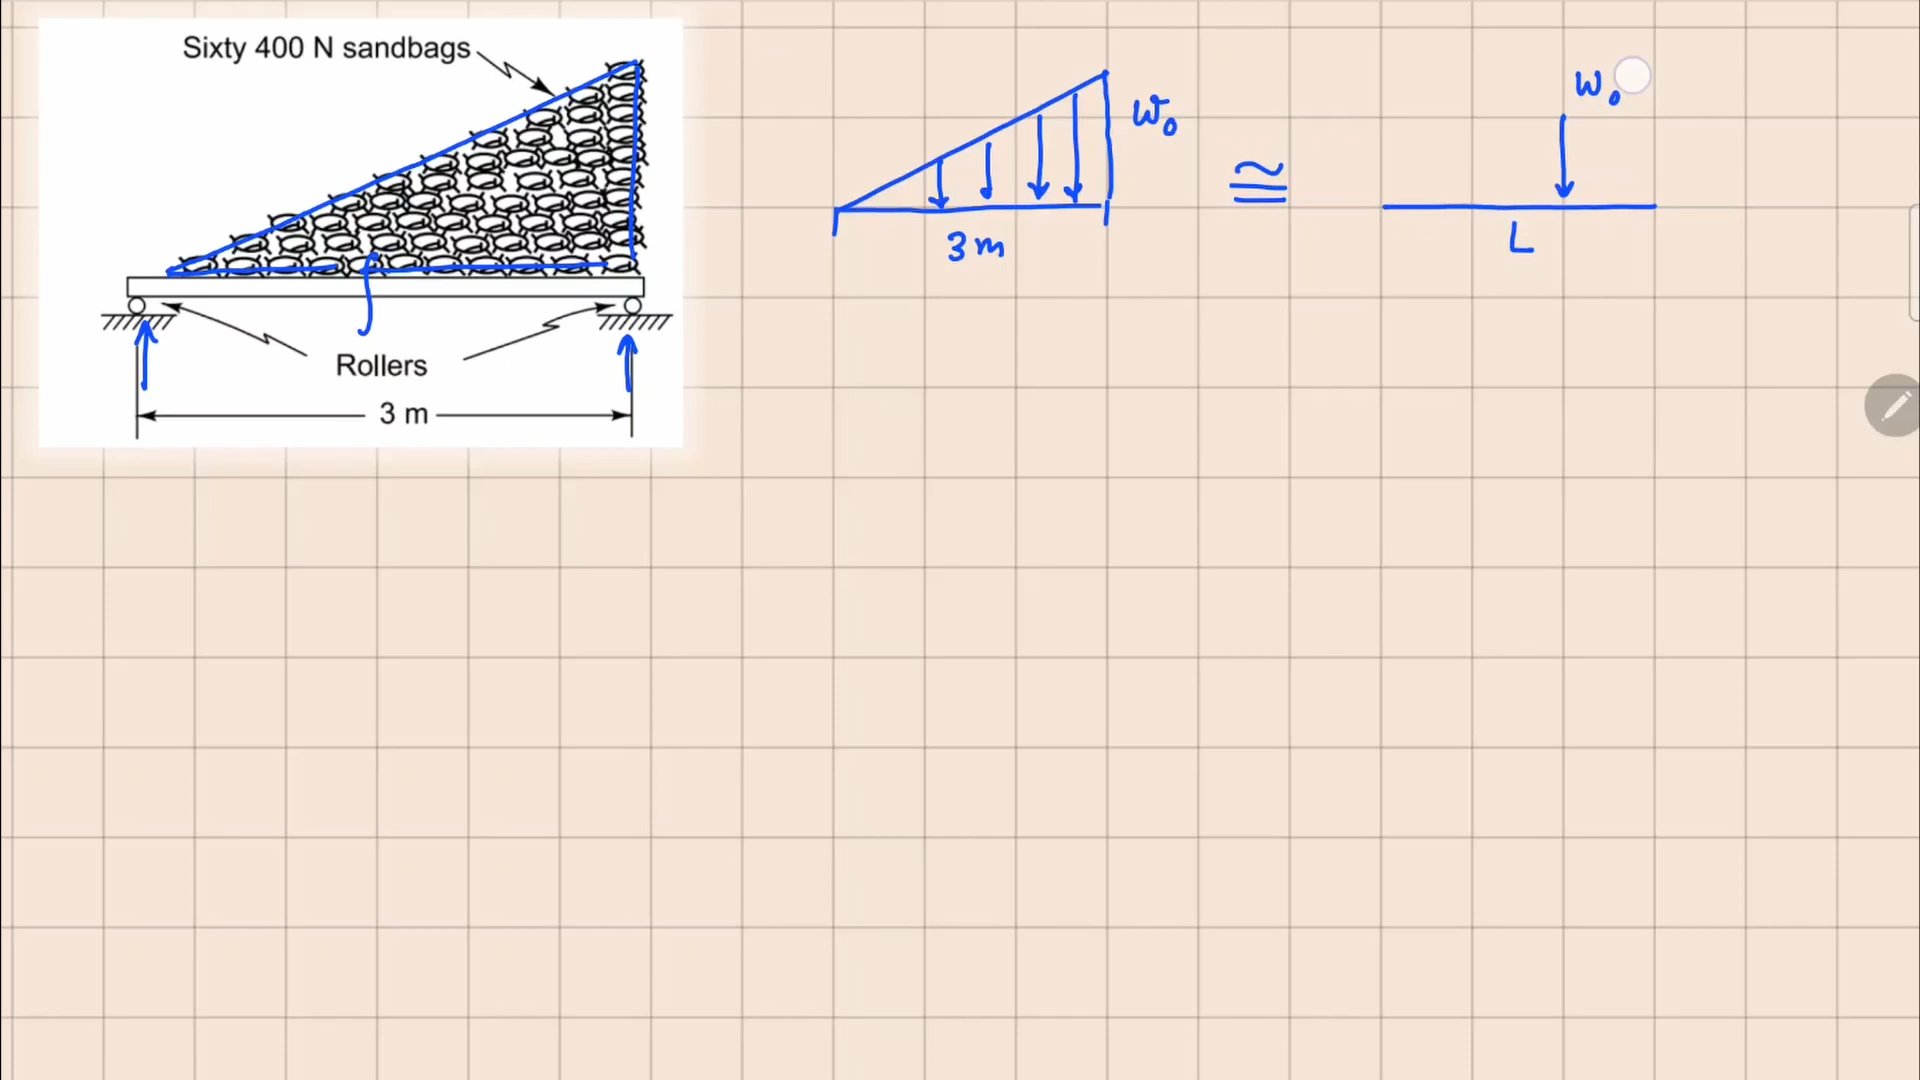 Sixty 400 N sandbags
Rollers
3 m
w₀
3 m
≅
w₀
L